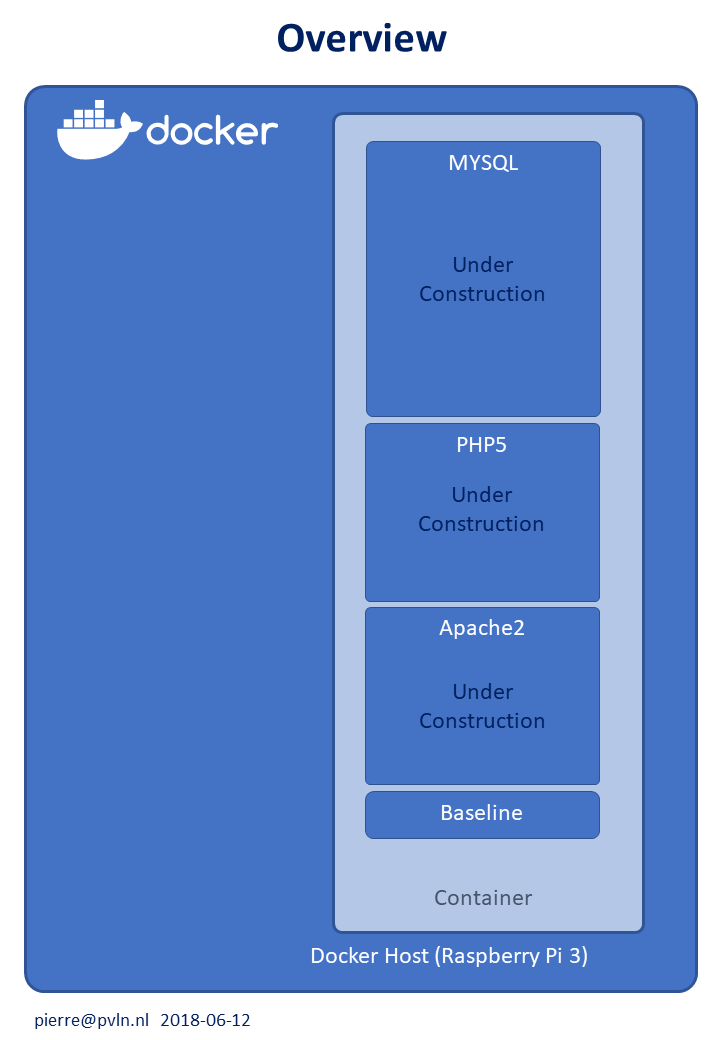 Overview
docker
MYSQL
Under
Construction
PHP5
Under
Construction
Apache2
Under
Construction
Baseline
Container
Docker Host (Raspberry Pi 3)
pierre@pvln.nl 2018-06-12